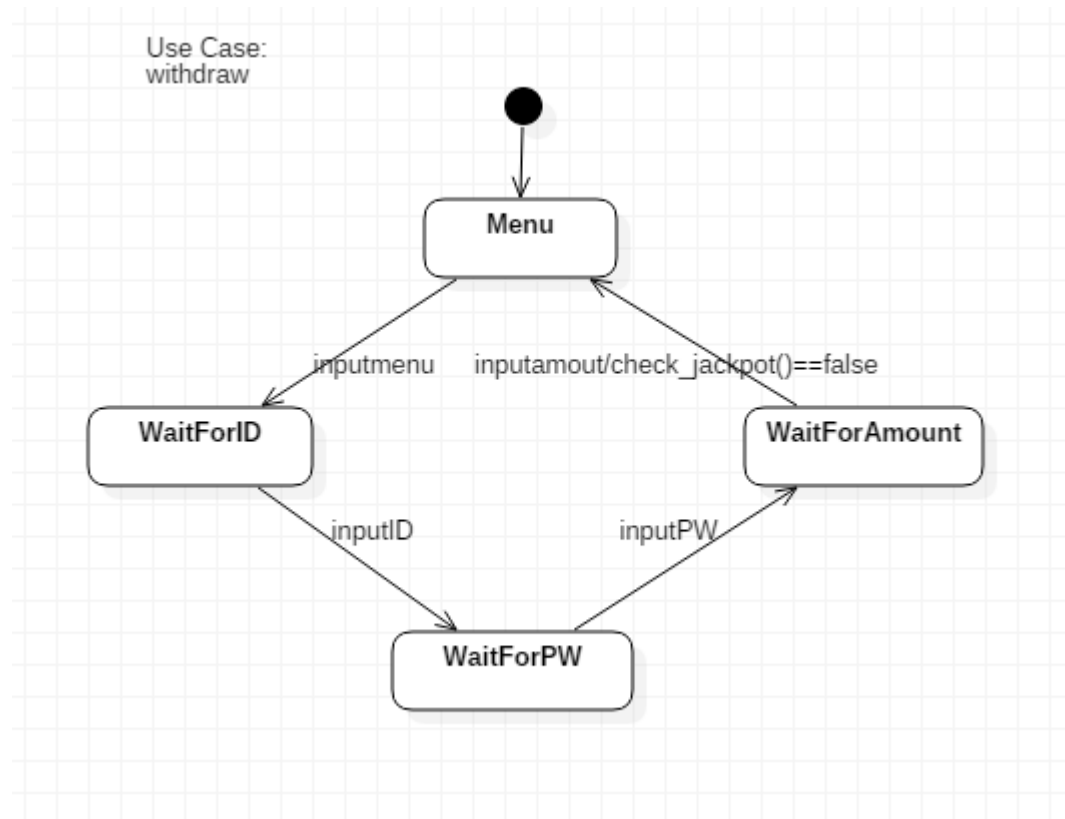 Use Case:
withdraw
Menu
inputmenu
inputamout/check_jackpot()==false
WaitForID
WaitForAmount
inputID
inputPW
WaitForPW